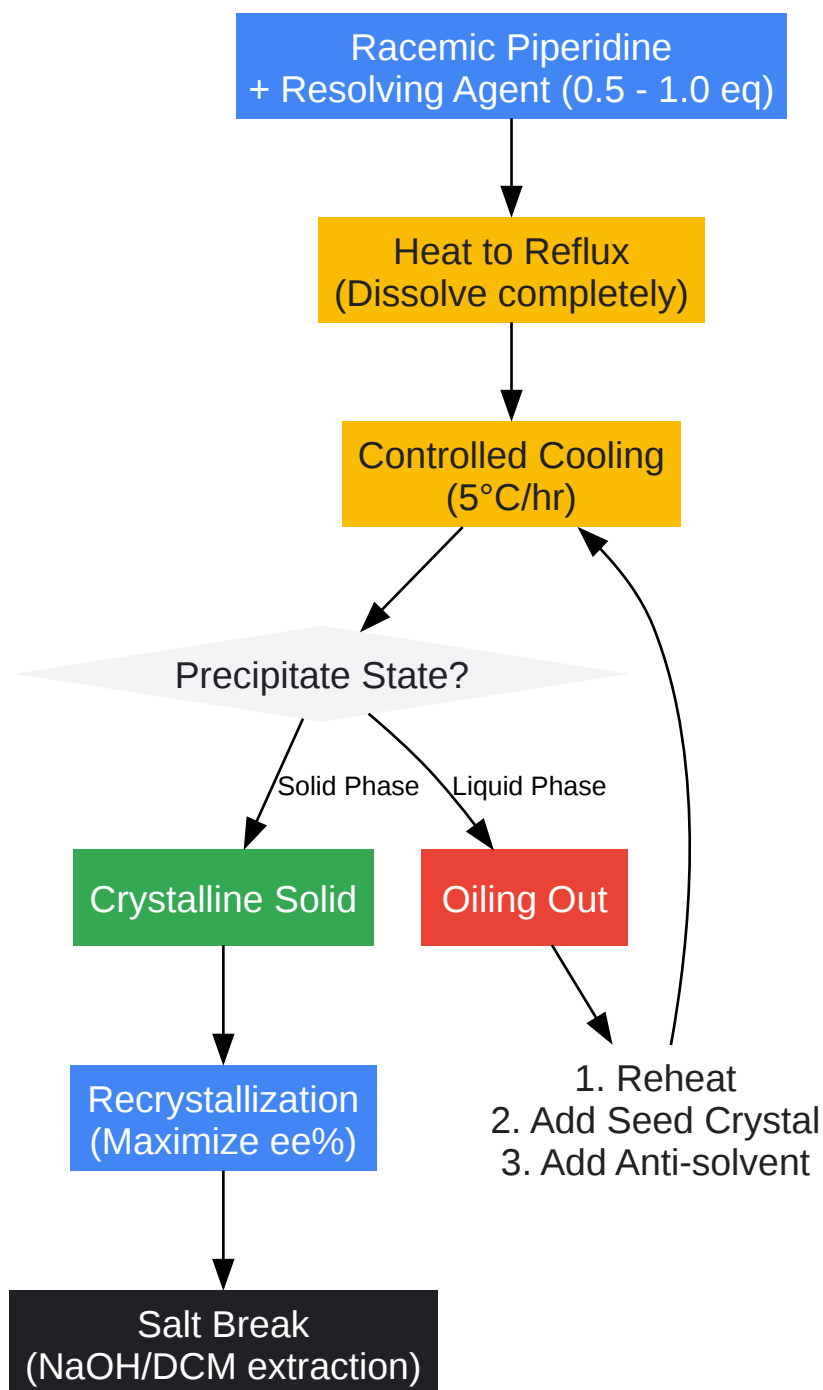 Racemic Piperidine
+ Resolving Agent (0.5 - 1.0 eq)
Heat to Reflux
(Dissolve completely)
Controlled Cooling
(5°C/hr)
Precipitate State?
Solid Phase
Liquid Phase
Crystalline Solid
Oiling Out
1. Reheat
2. Add Seed Crystal
3. Add Anti-solvent
Recrystallization
(Maximize ee%)
Salt Break
(NaOH/DCM extraction)